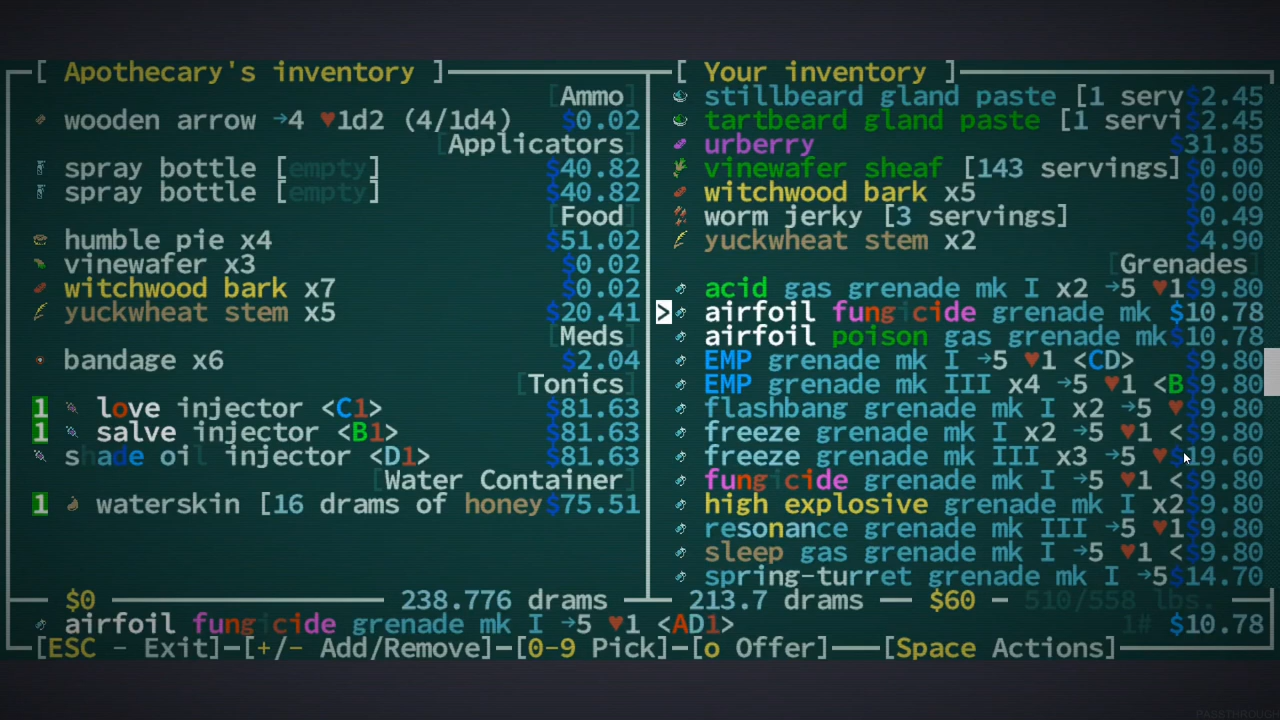 [ Apothecary's inventory ]
[Ammo]
wooden arrow →4 ♥1d2 (4/1d4) $0.02
[Applicators]
spray bottle [empty] $40.82
spray bottle [empty] $40.82
[Food]
humble pie x4 $51.02
vinewafer x3 $0.02
witchwood bark x7 $0.02
yuckwheat stem x5 $20.41
[Meds]
bandage x6 $2.04
[Tonics]
1 love injector <C1> $81.63
1 salve injector <B1> $81.63
shade oil injector <D1> $81.63
[Water Container]
1 waterskin [16 drams of honey $75.51
[ Your inventory ]
stillbeard gland paste [1 serv $2.45
tartbeard gland paste [1 servi $2.45
urberry $31.85
vinewafer sheaf [143 servings] $0.00
witchwood bark x5 $0.00
worm jerky [3 servings] $0.49
yuckwheat stem x2 $4.90
[Grenades]
acid gas grenade mk I x2 →5 ♥1 $9.80
> airfoil fungicide grenade mk $10.78
airfoil poison gas grenade mk $10.78
EMP grenade mk I →5 ♥1 <CD> $9.80
EMP grenade mk III x4 →5 ♥1 <B $9.80
flashbang grenade mk I x2 →5 ♥ $9.80
freeze grenade mk I x2 →5 ♥1 < $9.80
freeze grenade mk III x3 →5 ♥ $19.60
fungicide grenade mk I →5 ♥1 < $9.80
high explosive grenade mk I x2 $9.80
resonance grenade mk III →5 ♥1 $9.80
sleep gas grenade mk I →5 ♥1 < $9.80
spring-turret grenade mk I →5 $14.70
$0 238.776 drams 213.7 drams — $60 — 510/558 lbs.
airfoil fungicide grenade mk I →5 ♥1 <AD1> 1# $10.78
[ESC - Exit]—[+/- Add/Remove]—[0-9 Pick]—[o Offer] [Space Actions]